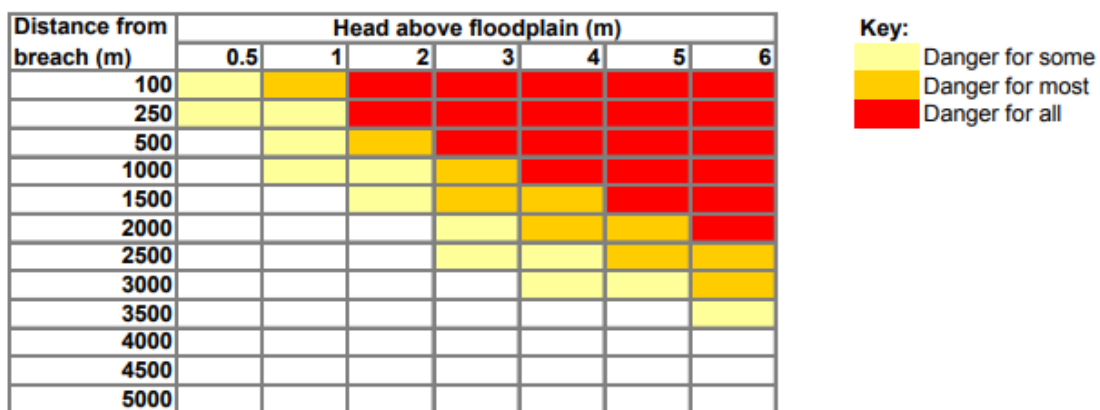 Distance from Head above floodplain (m)
breach (m) 0.5 1 2 3 4 5 6
100
250
500
1000
1500
2000
2500
3000
3500
4000
4500
5000
Key:
Danger for some
Danger for most
Danger for all